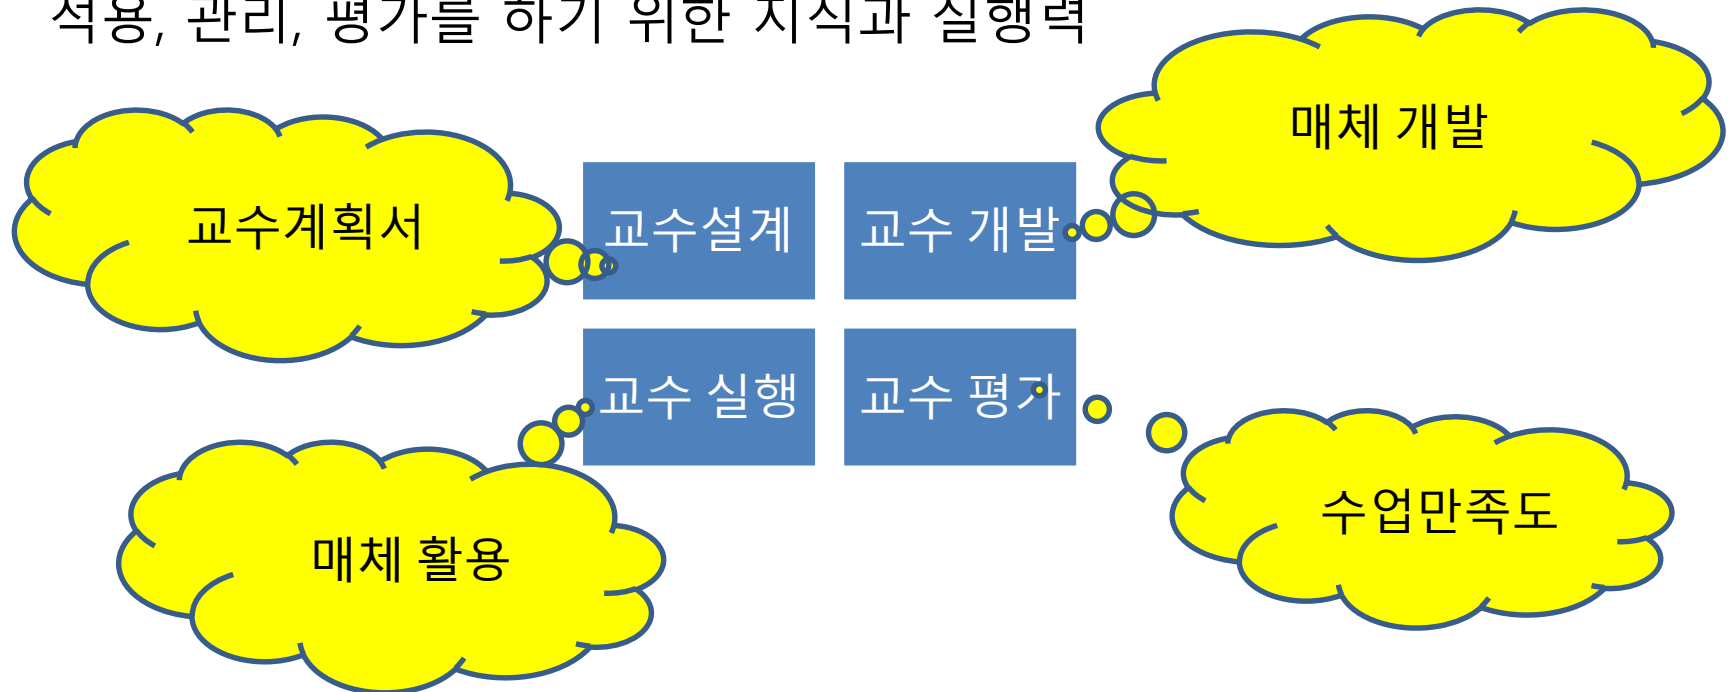 적용, 관리, 평가를 하기 위한 지식과 실행력
매체 개발
교수계획서
교수설계
교수 개발
교수 실행
교수 평가
수업만족도
매체 활용